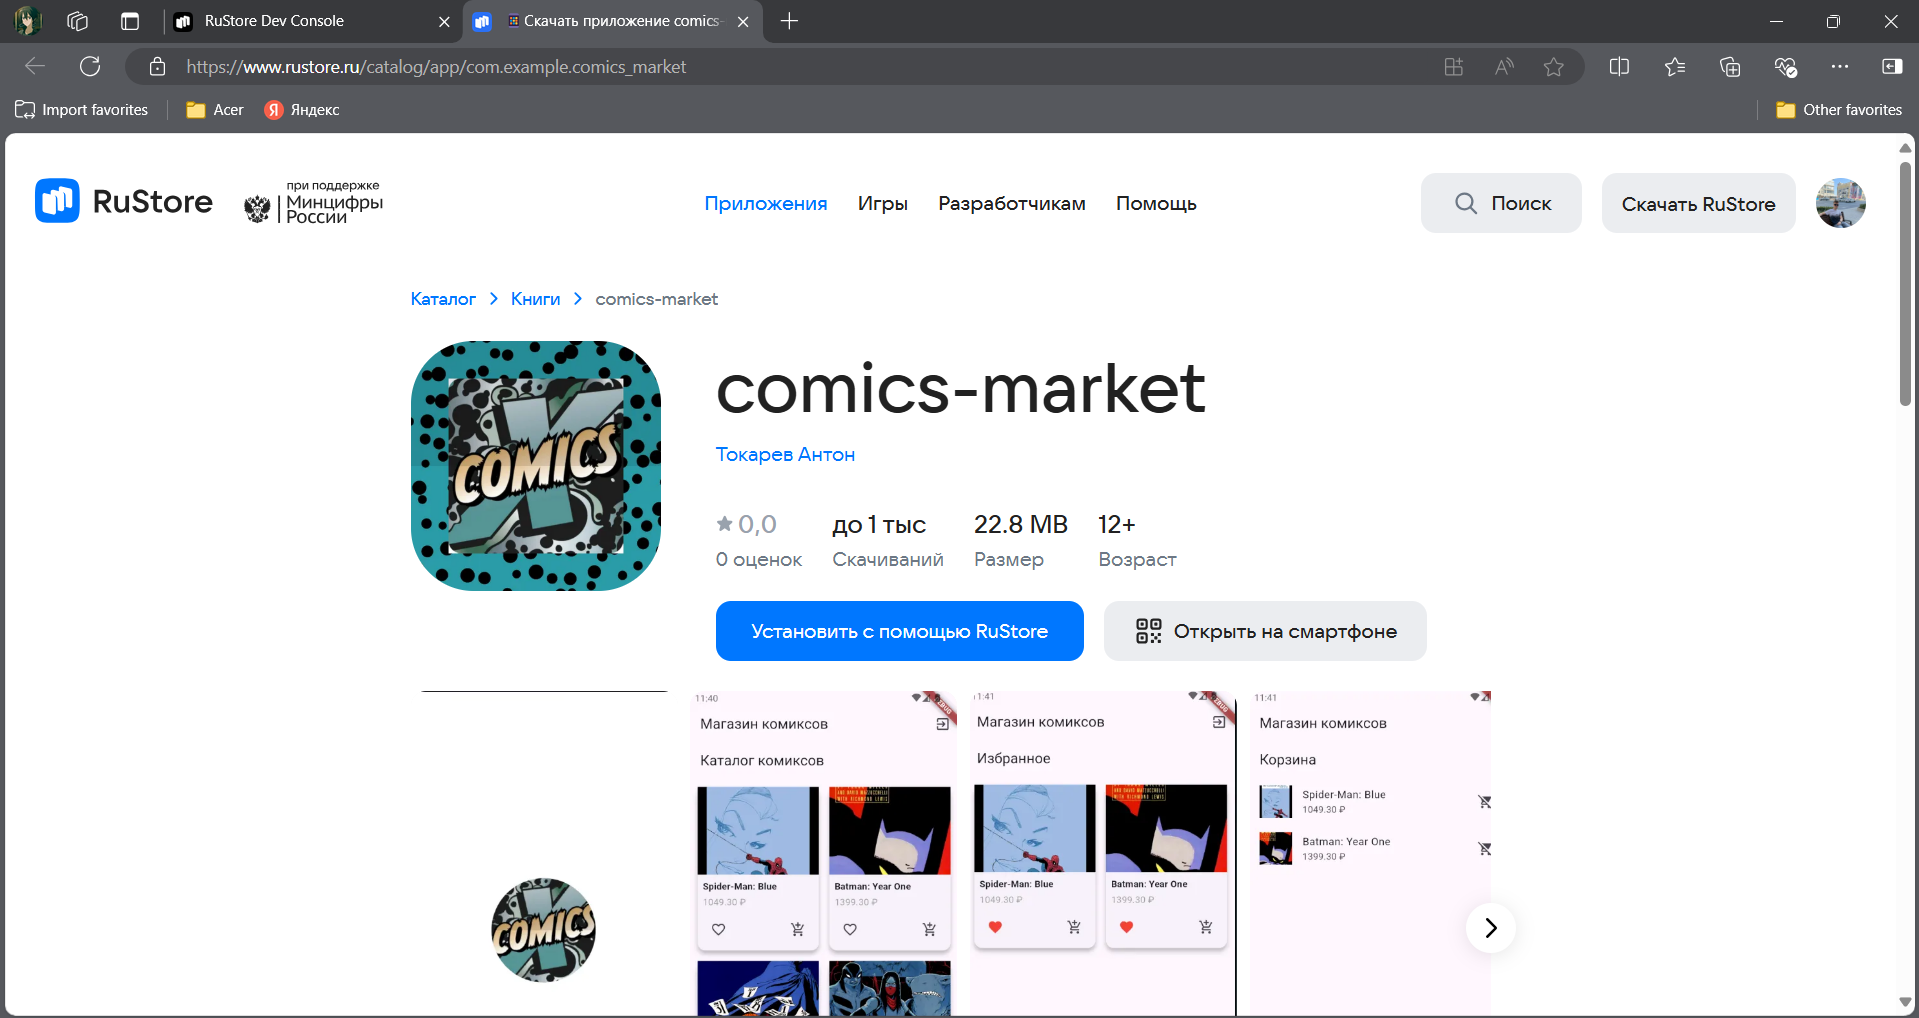 RuStore Dev Console
Скачать приложение comics-
https://www.rustore.ru/catalog/app/com.example.comics_market
Import favorites
Acer
Яндекс
Other favorites
RuStore
при поддержке
Минцифры
России
Приложения
Игры
Разработчикам
Помощь
Поиск
Скачать RuStore
Каталог
Книги
comics-market
COMICS
comics-market
Токарев Антон
0,0
до 1 тыс
22.8 MB
12+
0 оценок
Скачиваний
Размер
Возраст
Установить с помощью RuStore
Открыть на смартфоне
COMICS
11:40
Магазин комиксов
Каталог комиксов
Spider-Man: Blue
1049.30 ₽
Batman: Year One
1399.30 ₽
11:41
Магазин комиксов
Избранное
Spider-Man: Blue
1049.30 ₽
Batman: Year One
1399.30 ₽
11:41
Магазин комиксов
Корзина
Spider-Man: Blue
1049.30 ₽
Batman: Year One
1399.30 ₽